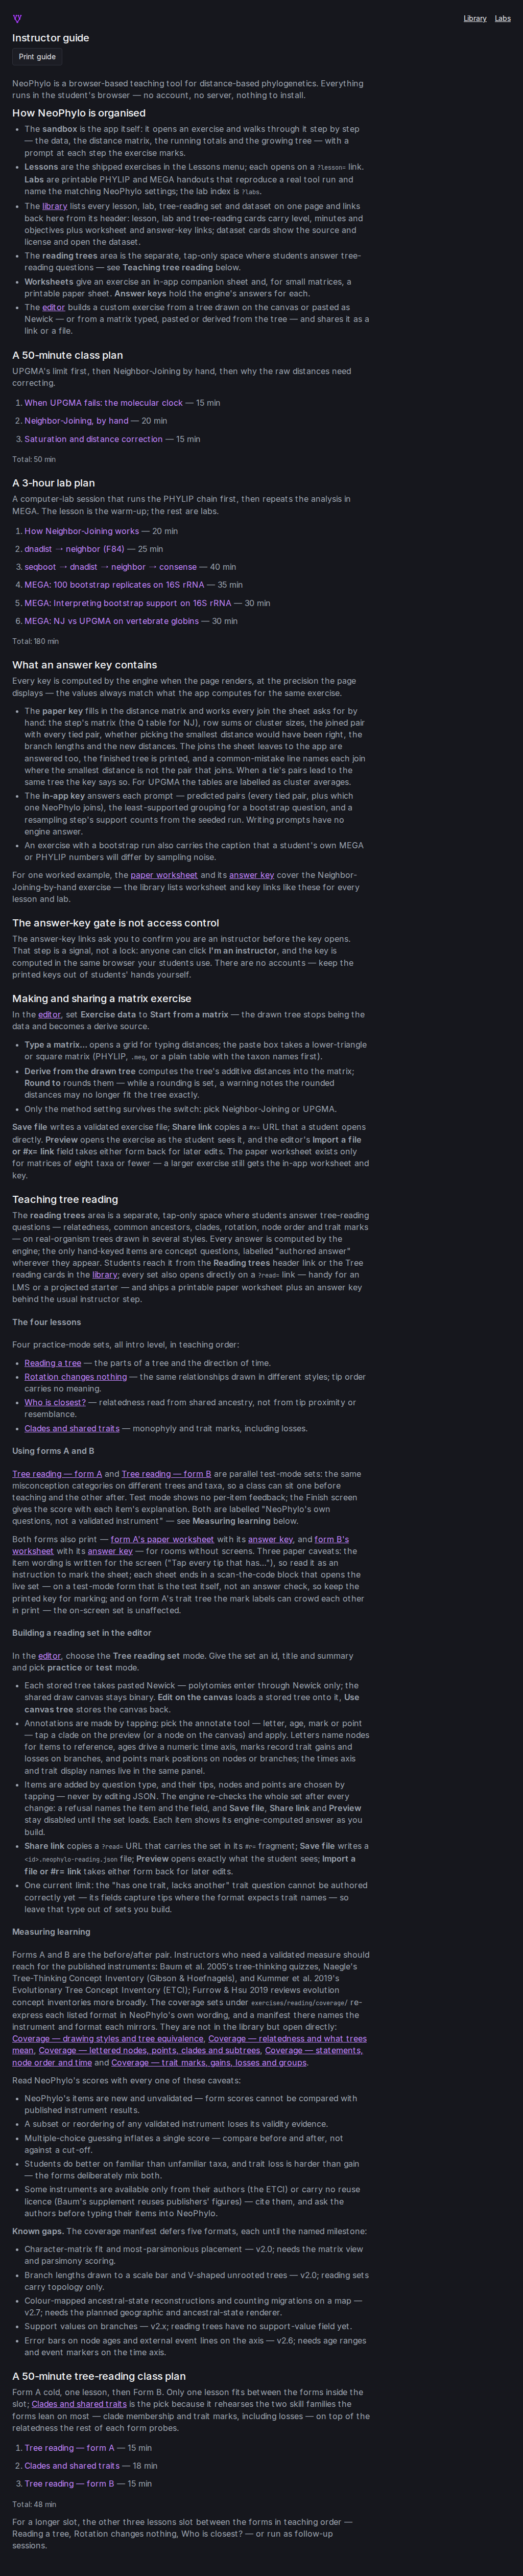 Library Labs
Instructor guide
Print guide
NeoPhylo is a browser-based teaching tool for distance-based phylogenetics. Everything
runs in the student's browser — no account, no server, nothing to install.
How NeoPhylo is organised
• The sandbox is the app itself: it opens an exercise and walks through it step by step
— the data, the distance matrix, the running totals and the growing tree — with a
prompt at each step the exercise marks.
• Lessons are the shipped exercises in the Lessons menu; each opens on a ?lesson= link.
Labs are printable PHYLIP and MEGA handouts that reproduce a real tool run and
name the matching NeoPhylo settings; the lab index is ?labs.
• The library lists every lesson, lab, tree-reading set and dataset on one page and links
back here from its header: lesson, lab and tree-reading cards carry level, minutes and
objectives plus worksheet and answer-key links; dataset cards show the source and
license and open the dataset.
• The reading trees area is the separate, tap-only space where students answer tree-
reading questions — see Teaching tree reading below.
• Worksheets give an exercise an in-app companion sheet and, for small matrices, a
printable paper sheet. Answer keys hold the engine's answers for each.
• The editor builds a custom exercise from a tree drawn on the canvas or pasted as
Newick — or from a matrix typed, pasted or derived from the tree — and shares it as a
link or a file.
A 50-minute class plan
UPGMA's limit first, then Neighbor-Joining by hand, then why the raw distances need
correcting.
1. When UPGMA fails: the molecular clock — 15 min
2. Neighbor-Joining, by hand — 20 min
3. Saturation and distance correction — 15 min
Total: 50 min
A 3-hour lab plan
A computer-lab session that runs the PHYLIP chain first, then repeats the analysis in
MEGA. The lesson is the warm-up; the rest are labs.
1. How Neighbor-Joining works — 20 min
2. dnadist → neighbor (F84) — 25 min
3. seqboot → dnadist → neighbor → consense — 40 min
4. MEGA: 100 bootstrap replicates on 16S rRNA — 35 min
5. MEGA: Interpreting bootstrap support on 16S rRNA — 30 min
6. MEGA: NJ vs UPGMA on vertebrate globins — 30 min
Total: 180 min
What an answer key contains
Every key is computed by the engine when the page renders, at the precision the page
displays — the values always match what the app computes for the same exercise.
• The paper key fills in the distance matrix and works every join the sheet asks for by
hand: the step's matrix (the Q table for NJ), row sums or cluster sizes, the joined pair
with every tied pair, whether picking the smallest distance would have been right, the
branch lengths and the new distances. The joins the sheet leaves to the app are
answered too, the finished tree is printed, and a common-mistake line names each join
where the smallest distance is not the pair that joins. When a tie's pairs lead to the
same tree the key says so. For UPGMA the tables are labelled as cluster averages.
• The in-app key answers each prompt — predicted pairs (every tied pair, plus which
one NeoPhylo joins), the least-supported grouping for a bootstrap question, and a
resampling step's support counts from the seeded run. Writing prompts have no
engine answer.
• An exercise with a bootstrap run also carries the caption that a student's own MEGA
or PHYLIP numbers will differ by sampling noise.
For one worked example, the paper worksheet and its answer key cover the Neighbor-
Joining-by-hand exercise — the library lists worksheet and key links like these for every
lesson and lab.
The answer-key gate is not access control
The answer-key links ask you to confirm you are an instructor before the key opens.
That step is a signal, not a lock: anyone can click I'm an instructor, and the key is
computed in the same browser your students use. There are no accounts — keep the
printed keys out of students' hands yourself.
Making and sharing a matrix exercise
In the editor, set Exercise data to Start from a matrix — the drawn tree stops being the
data and becomes a derive source.
• Type a matrix… opens a grid for typing distances; the paste box takes a lower-triangle
or square matrix (PHYLIP, .meg, or a plain table with the taxon names first).
• Derive from the drawn tree computes the tree's additive distances into the matrix;
Round to rounds them — while a rounding is set, a warning notes the rounded
distances may no longer fit the tree exactly.
• Only the method setting survives the switch: pick Neighbor-Joining or UPGMA.
Save file writes a validated exercise file; Share link copies a #x= URL that a student opens
directly. Preview opens the exercise as the student sees it, and the editor's Import a file
or #x= link field takes either form back for later edits. The paper worksheet exists only
for matrices of eight taxa or fewer — a larger exercise still gets the in-app worksheet and
key.
Teaching tree reading
The reading trees area is a separate, tap-only space where students answer tree-reading
questions — relatedness, common ancestors, clades, rotation, node order and trait marks
— on real-organism trees drawn in several styles. Every answer is computed by the
engine; the only hand-keyed items are concept questions, labelled "authored answer"
wherever they appear. Students reach it from the Reading trees header link or the Tree
reading cards in the library; every set also opens directly on a ?read= link — handy for an
LMS or a projected starter — and ships a printable paper worksheet plus an answer key
behind the usual instructor step.
The four lessons
Four practice-mode sets, all intro level, in teaching order:
• Reading a tree — the parts of a tree and the direction of time.
• Rotation changes nothing — the same relationships drawn in different styles; tip order
carries no meaning.
• Who is closest? — relatedness read from shared ancestry, not from tip proximity or
resemblance.
• Clades and shared traits — monophyly and trait marks, including losses.
Using forms A and B
Tree reading — form A and Tree reading — form B are parallel test-mode sets: the same
misconception categories on different trees and taxa, so a class can sit one before
teaching and the other after. Test mode shows no per-item feedback; the Finish screen
gives the score with each item's explanation. Both are labelled "NeoPhylo's own
questions, not a validated instrument" — see Measuring learning below.
Both forms also print — form A's paper worksheet with its answer key, and form B's
worksheet with its answer key — for rooms without screens. Three paper caveats: the
item wording is written for the screen ("Tap every tip that has…"), so read it as an
instruction to mark the sheet; each sheet ends in a scan-the-code block that opens the
live set — on a test-mode form that is the test itself, not an answer check, so keep the
printed key for marking; and on form A's trait tree the mark labels can crowd each other
in print — the on-screen set is unaffected.
Building a reading set in the editor
In the editor, choose the Tree reading set mode. Give the set an id, title and summary
and pick practice or test mode.
• Each stored tree takes pasted Newick — polytomies enter through Newick only; the
shared draw canvas stays binary. Edit on the canvas loads a stored tree onto it, Use
canvas tree stores the canvas back.
• Annotations are made by tapping: pick the annotate tool — letter, age, mark or point
— tap a clade on the preview (or a node on the canvas) and apply. Letters name nodes
for items to reference, ages drive a numeric time axis, marks record trait gains and
losses on branches, and points mark positions on nodes or branches; the times axis
and trait display names live in the same panel.
• Items are added by question type, and their tips, nodes and points are chosen by
tapping — never by editing JSON. The engine re-checks the whole set after every
change: a refusal names the item and the field, and Save file, Share link and Preview
stay disabled until the set loads. Each item shows its engine-computed answer as you
build.
• Share link copies a ?read= URL that carries the set in its #r= fragment; Save file writes a
<id>.neophylo-reading.json file; Preview opens exactly what the student sees; Import a
file or #r= link takes either form back for later edits.
• One current limit: the "has one trait, lacks another" trait question cannot be authored
correctly yet — its fields capture tips where the format expects trait names — so
leave that type out of sets you build.
Measuring learning
Forms A and B are the before/after pair. Instructors who need a validated measure should
reach for the published instruments: Baum et al. 2005's tree-thinking quizzes, Naegle's
Tree-Thinking Concept Inventory (Gibson & Hoefnagels), and Kummer et al. 2019's
Evolutionary Tree Concept Inventory (ETCI); Furrow & Hsu 2019 reviews evolution
concept inventories more broadly. The coverage sets under exercises/reading/coverage/ re-
express each listed format in NeoPhylo's own wording, and a manifest there names the
instrument and format each mirrors. They are not in the library but open directly:
Coverage — drawing styles and tree equivalence, Coverage — relatedness and what trees
mean, Coverage — lettered nodes, points, clades and subtrees, Coverage — statements,
node order and time and Coverage — trait marks, gains, losses and groups.
Read NeoPhylo's scores with every one of these caveats:
• NeoPhylo's items are new and unvalidated — form scores cannot be compared with
published instrument results.
• A subset or reordering of any validated instrument loses its validity evidence.
• Multiple-choice guessing inflates a single score — compare before and after, not
against a cut-off.
• Students do better on familiar than unfamiliar taxa, and trait loss is harder than gain
— the forms deliberately mix both.
• Some instruments are available only from their authors (the ETCI) or carry no reuse
licence (Baum's supplement reuses publishers' figures) — cite them, and ask the
authors before typing their items into NeoPhylo.
Known gaps. The coverage manifest defers five formats, each until the named milestone:
• Character-matrix fit and most-parsimonious placement — v2.0; needs the matrix view
and parsimony scoring.
• Branch lengths drawn to a scale bar and V-shaped unrooted trees — v2.0; reading sets
carry topology only.
• Colour-mapped ancestral-state reconstructions and counting migrations on a map —
v2.7; needs the planned geographic and ancestral-state renderer.
• Support values on branches — v2.x; reading trees have no support-value field yet.
• Error bars on node ages and external event lines on the axis — v2.6; needs age ranges
and event markers on the time axis.
A 50-minute tree-reading class plan
Form A cold, one lesson, then Form B. Only one lesson fits between the forms inside the
slot; Clades and shared traits is the pick because it rehearses the two skill families the
forms lean on most — clade membership and trait marks, including losses — on top of the
relatedness the rest of each form probes.
1. Tree reading — form A — 15 min
2. Clades and shared traits — 18 min
3. Tree reading — form B — 15 min
Total: 48 min
For a longer slot, the other three lessons slot between the forms in teaching order —
Reading a tree, Rotation changes nothing, Who is closest? — or run as follow-up
sessions.